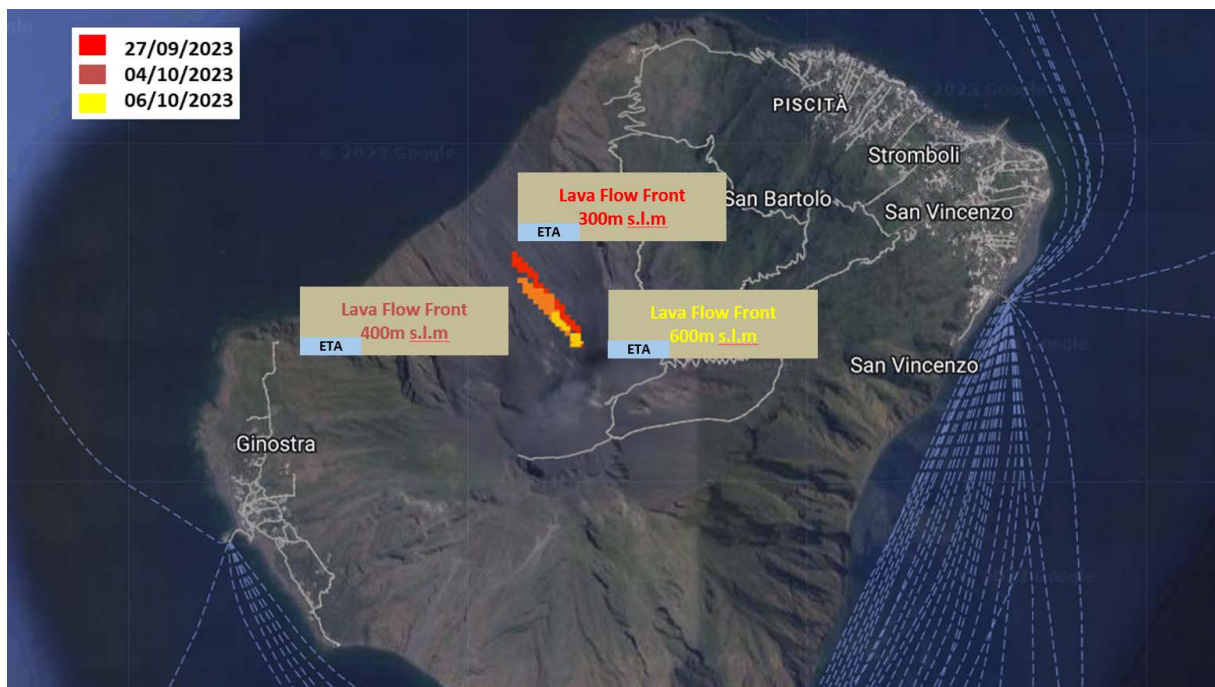 27/09/2023
04/10/2023
06/10/2023
© 2023 Google
2023 Google
PISCITÀ
Stromboli
San Bartolo
San Vincenzo
Lava Flow Front
300m s.l.m
ETA
Lava Flow Front
400m s.l.m
ETA
Lava Flow Front
600m s.l.m
ETA
San Vincenzo
Ginostra